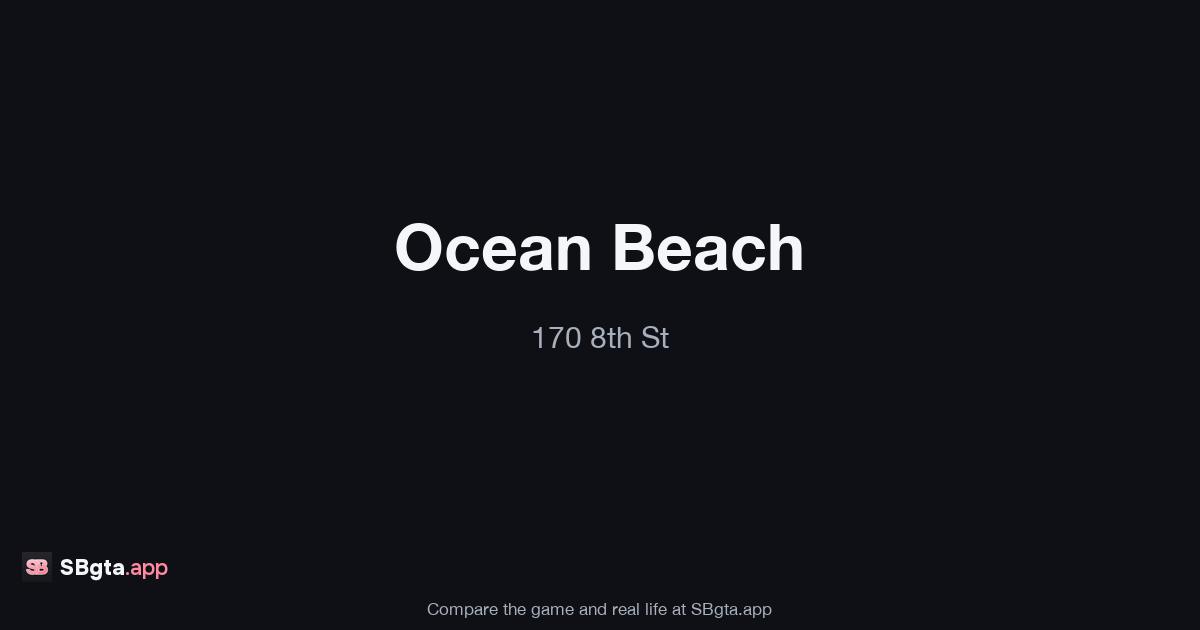 Ocean Beach
170 8th St
SB SBgta.app
Compare the game and real life at SBgta.app